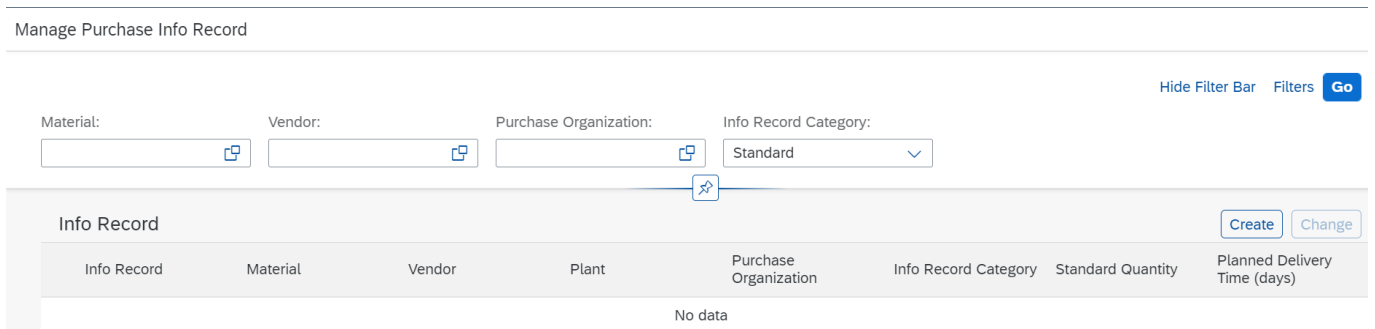 Manage Purchase Info Record
Hide Filter Bar Filters Go
Material: Vendor: Purchase Organization: Info Record Category:
Standard
Info Record
Create Change
Info Record Material Vendor Plant Purchase Organization Info Record Category Standard Quantity Planned Delivery Time (days)
No data